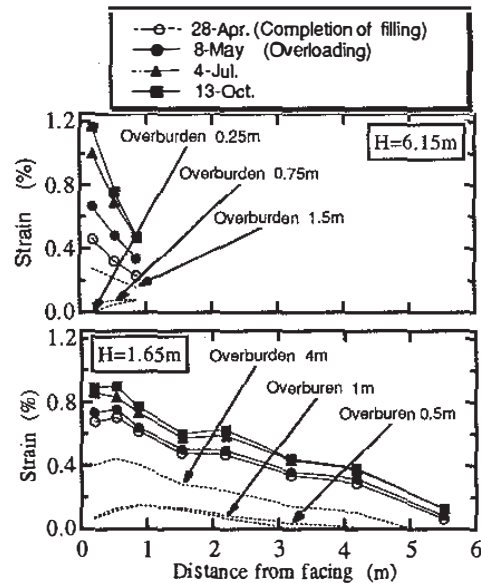 28-Apr. (Completion of filling)
8-May (Overloading)
4-Jul.
13-Oct.
1.2
0.8
0.4
0.0
Strain (%)
Overburden 0.25m
H=6.15m
Overburden 0.75m
Overburden 1.5m
1.2
0.8
0.4
0.0
Strain (%)
H=1.65m
Overburden 4m
Overburen 1m
Overburen 0.5m
0 1 2 3 4 5 6
Distance from facing (m)